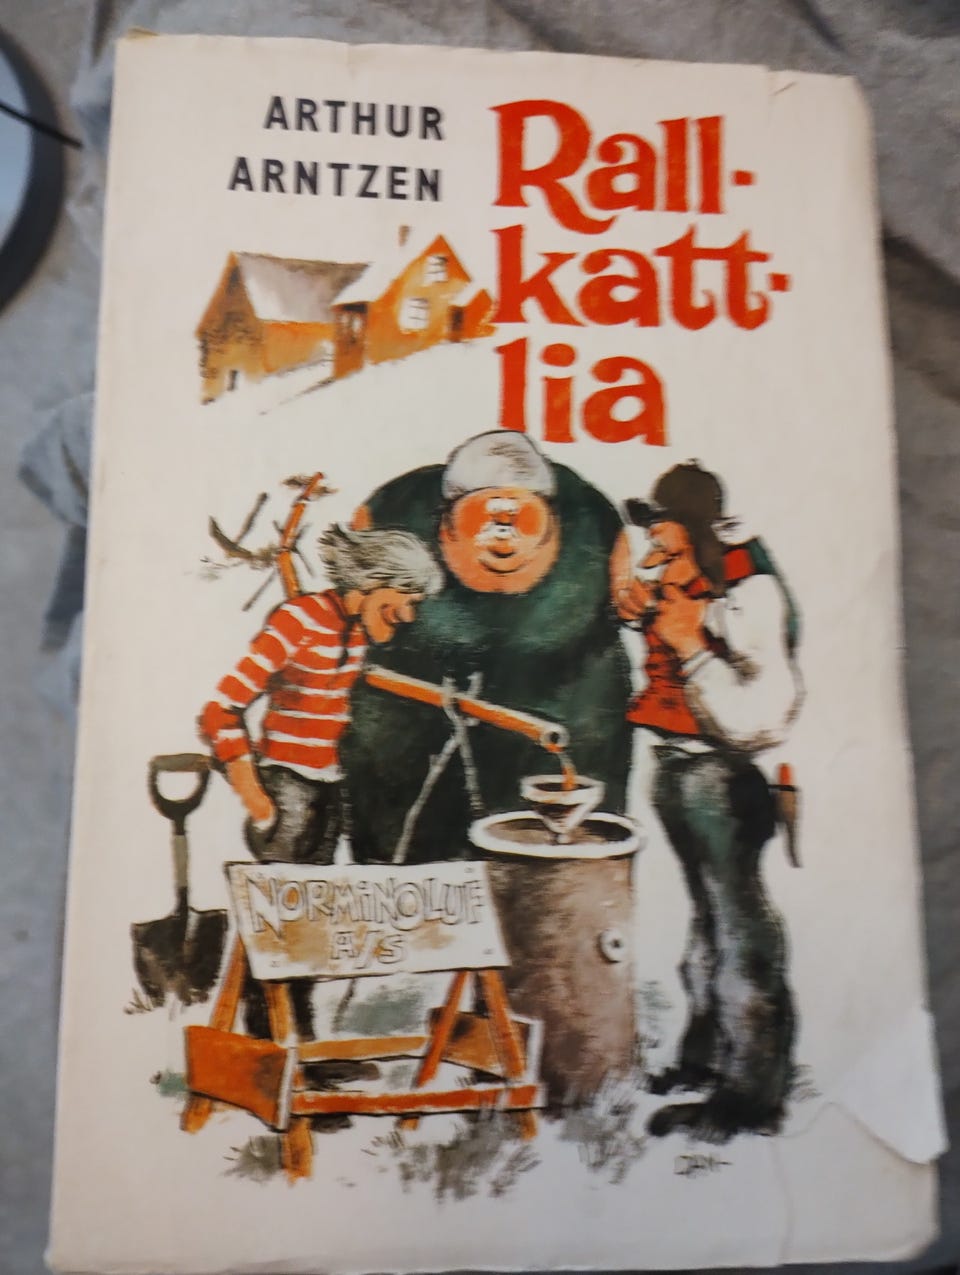 ARTHUR
ARNTZEN
Rall-
katt-
lia
NORMINOLUF
A/S